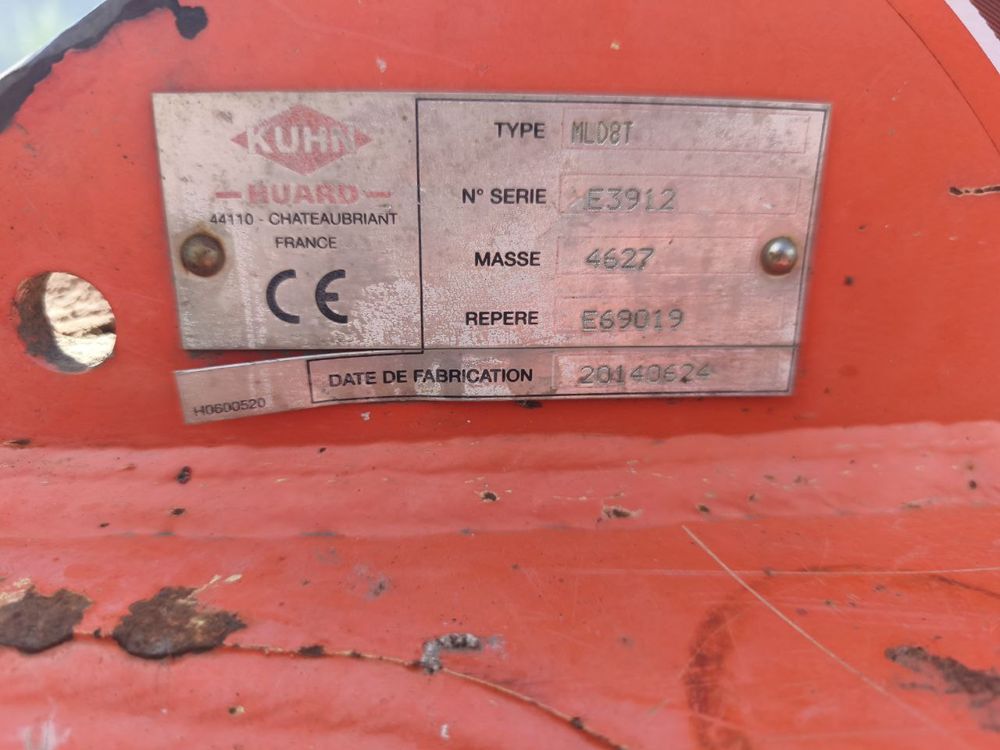 KUHN
HUARD
44110 - CHATEAUBRIANT
FRANCE
CE
TYPE MLD8T
N° SERIE E3912
MASSE 4627
REPERE E69019
DATE DE FABRICATION 20140624
H0600520